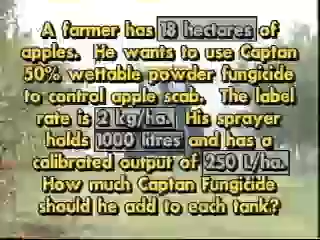 A farmer has 18 hectares of
apples. He wants to use Captan
50% wettable powder fungicide
to control apple scab. The label
rate is 2 kg/ha. His sprayer
holds 1000 litres and has a
calibrated output of 250 L/ha.
How much Captan Fungicide
should he add to each tank?